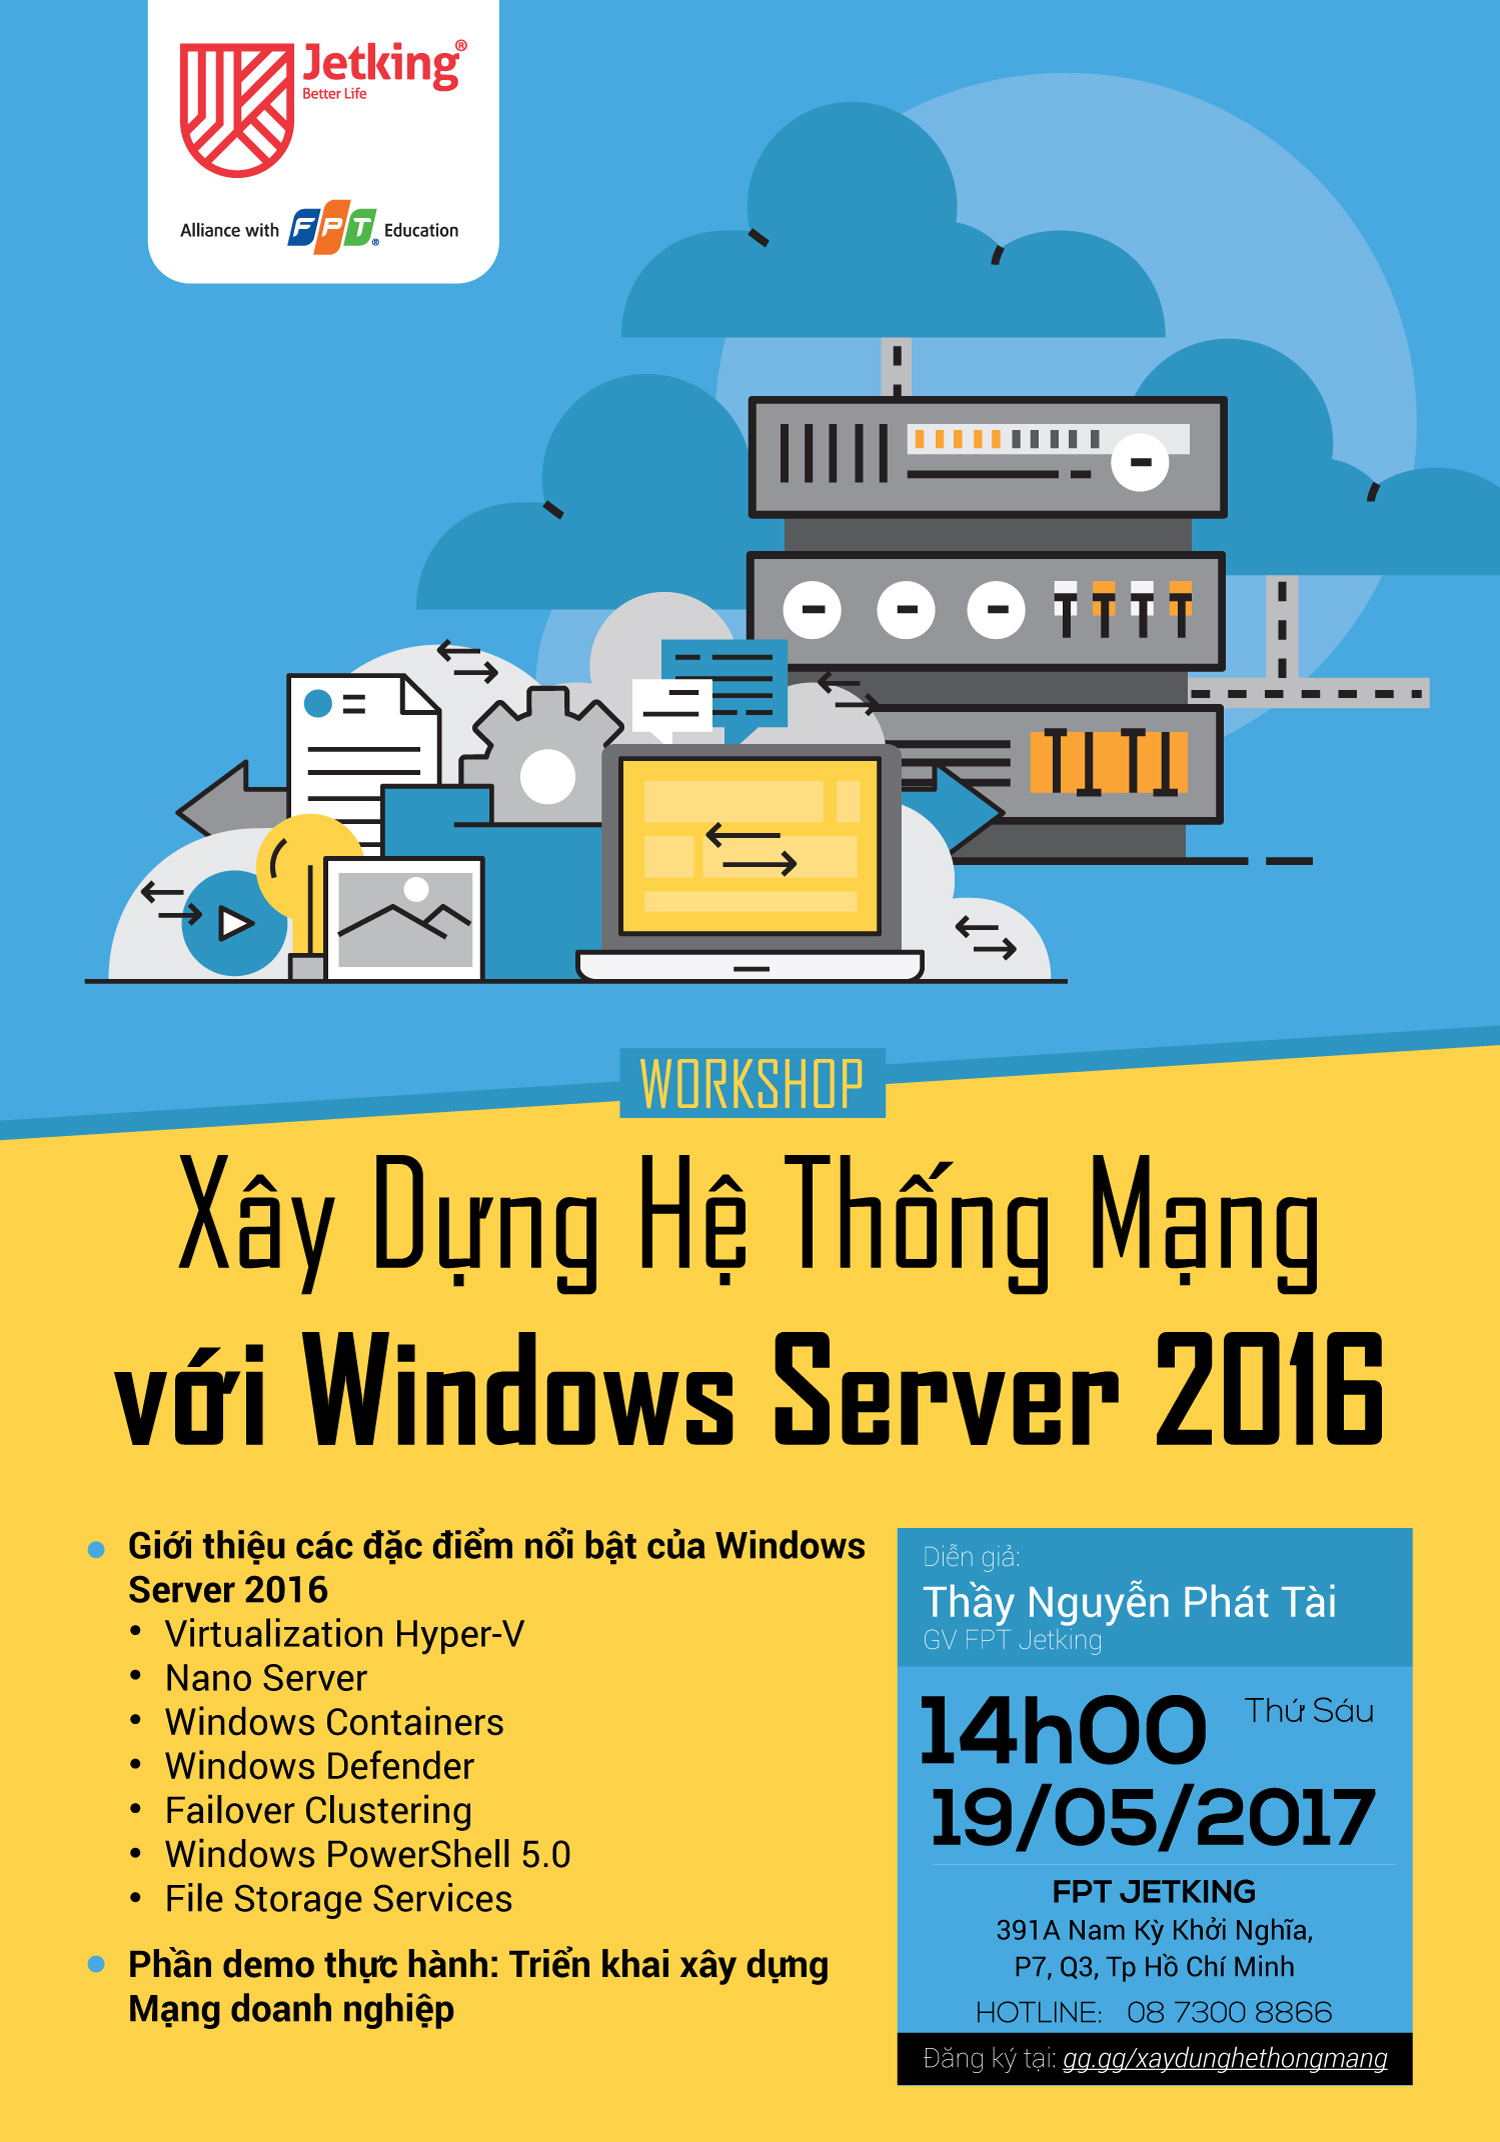 Jetking®
Better Life
Alliance with FPT® Education
WORKSHOP
Xây Dựng Hệ Thống Mạng
với Windows Server 2016
Giới thiệu các đặc điểm nổi bật của Windows
Server 2016
• Virtualization Hyper-V
• Nano Server
• Windows Containers
• Windows Defender
• Failover Clustering
• Windows PowerShell 5.0
• File Storage Services
Phần demo thực hành: Triển khai xây dựng
Mạng doanh nghiệp
Diễn giả:
Thầy Nguyễn Phát Tài
GV FPT Jetking
14h00 Thứ Sáu
19/05/2017
FPT JETKING
391A Nam Kỳ Khởi Nghĩa,
P7, Q3, Tp Hồ Chí Minh
HOTLINE: 08 7300 8866
Đăng ký tại: gg.gg/xaydunghethongmang